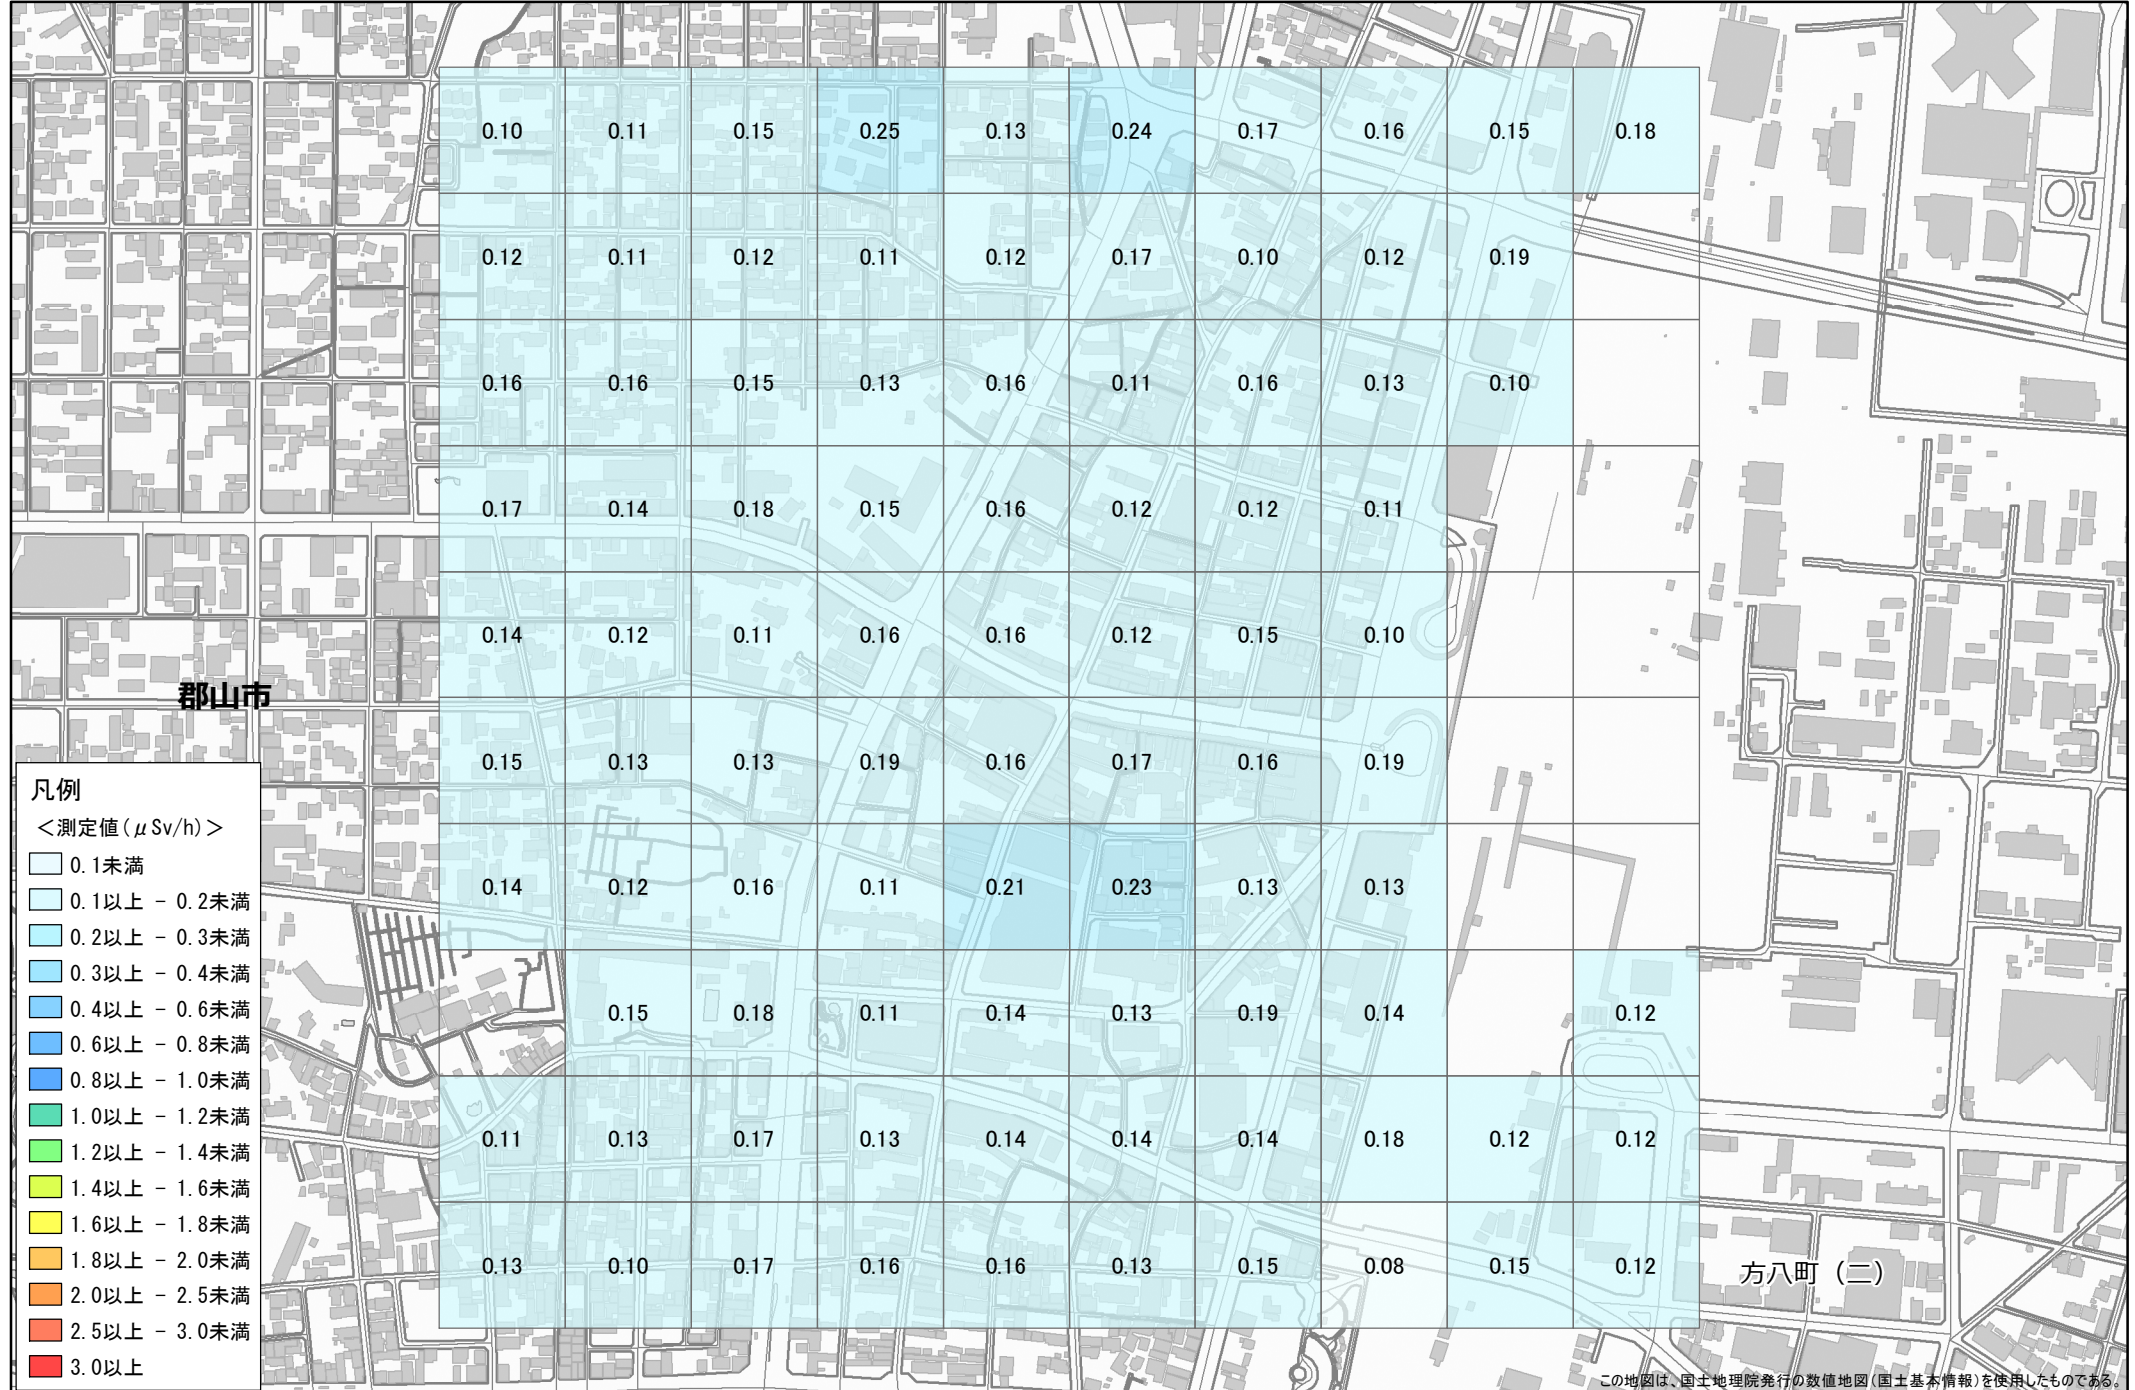 0.10 0.11 0.15 0.25 0.13 0.24 0.17 0.16 0.15 0.18
0.12 0.11 0.12 0.11 0.12 0.17 0.10 0.12 0.19
0.16 0.16 0.15 0.13 0.16 0.11 0.16 0.13 0.10
0.17 0.14 0.18 0.15 0.16 0.12 0.12 0.11
0.14 0.12 0.11 0.16 0.16 0.12 0.15 0.10
郡山市
0.15 0.13 0.13 0.19 0.16 0.17 0.16 0.19
0.14 0.12 0.16 0.11 0.21 0.23 0.13 0.13
0.15 0.18 0.11 0.14 0.13 0.19 0.14 0.12
0.11 0.13 0.17 0.13 0.14 0.14 0.14 0.18 0.12 0.12
0.13 0.10 0.17 0.16 0.16 0.13 0.15 0.08 0.15 0.12
方八町（二）
凡例
＜測定値（μSv/h）＞
0.1未満
0.1以上 － 0.2未満
0.2以上 － 0.3未満
0.3以上 － 0.4未満
0.4以上 － 0.6未満
0.6以上 － 0.8未満
0.8以上 － 1.0未満
1.0以上 － 1.2未満
1.2以上 － 1.4未満
1.4以上 － 1.6未満
1.6以上 － 1.8未満
1.8以上 － 2.0未満
2.0以上 － 2.5未満
2.5以上 － 3.0未満
3.0以上
この地図は、国土地理院発行の数値地図（国土基本情報）を使用したものである。